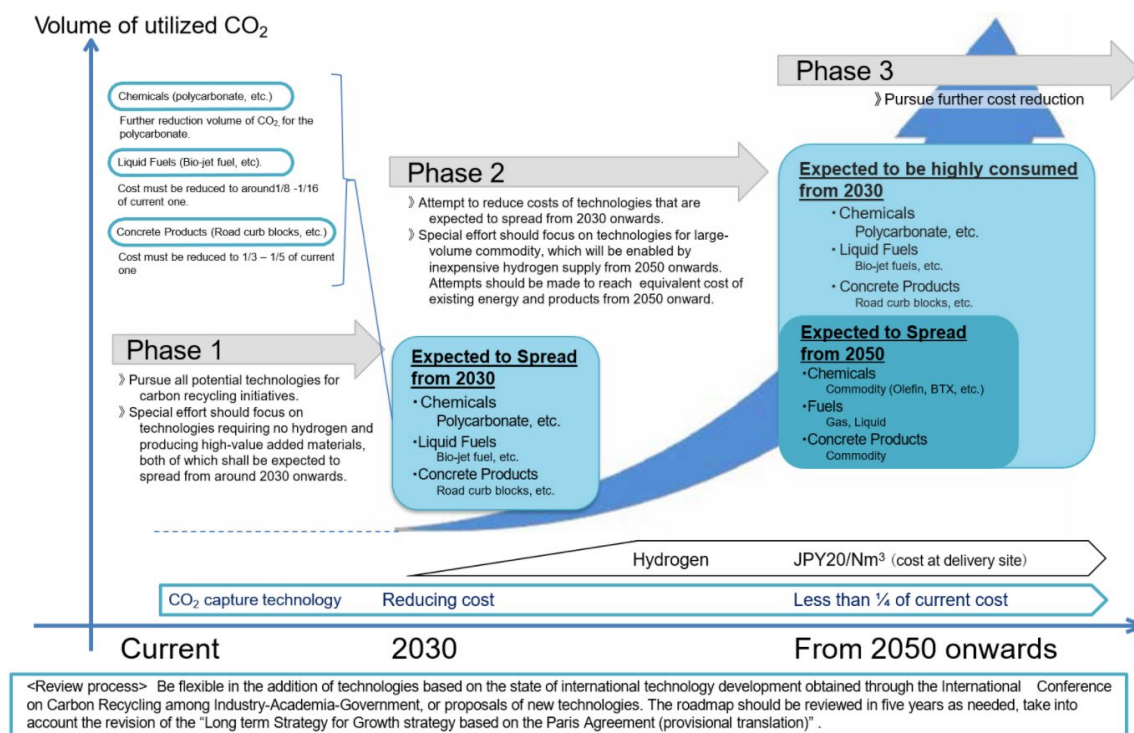 Volume of utilized CO₂
Chemicals (polycarbonate, etc.)
Further reduction volume of CO₂, for the
polycarbonate.
Liquid Fuels (Bio-jet fuel, etc).
Cost must be reduced to around1/8 -1/16
of current one.
Concrete Products (Road curb blocks, etc.)
Cost must be reduced to 1/3 – 1/5 of current
one
Phase 1
》Pursue all potential technologies for
carbon recycling initiatives.
》Special effort should focus on
technologies requiring no hydrogen and
producing high-value added materials,
both of which shall be expected to
spread from around 2030 onwards.
Phase 2
》Attempt to reduce costs of technologies that are
expected to spread from 2030 onwards.
》Special effort should focus on technologies for large-
volume commodity, which will be enabled by
inexpensive hydrogen supply from 2050 onwards.
Attempts should be made to reach equivalent cost of
existing energy and products from 2050 onward.
Expected to Spread
from 2030
・Chemicals
Polycarbonate, etc.
・Liquid Fuels
Bio-jet fuel, etc.
・Concrete Products
Road curb blocks, etc.
Phase 3
》Pursue further cost reduction
Expected to be highly consumed
from 2030
・Chemicals
Polycarbonate, etc.
・Liquid Fuels
Bio-jet fuels, etc.
・Concrete Products
Road curb blocks, etc.
Expected to Spread
from 2050
・Chemicals
Commodity (Olefin, BTX, etc.)
・Fuels
Gas, Liquid
・Concrete Products
Commodity
Hydrogen JPY20/Nm³ (cost at delivery site)
CO₂ capture technology Reducing cost Less than ¼ of current cost
Current 2030 From 2050 onwards
<Review process> Be flexible in the addition of technologies based on the state of international technology development obtained through the International Conference
on Carbon Recycling among Industry-Academia-Government, or proposals of new technologies. The roadmap should be reviewed in five years as needed, take into
account the revision of the “Long term Strategy for Growth strategy based on the Paris Agreement (provisional translation)” .